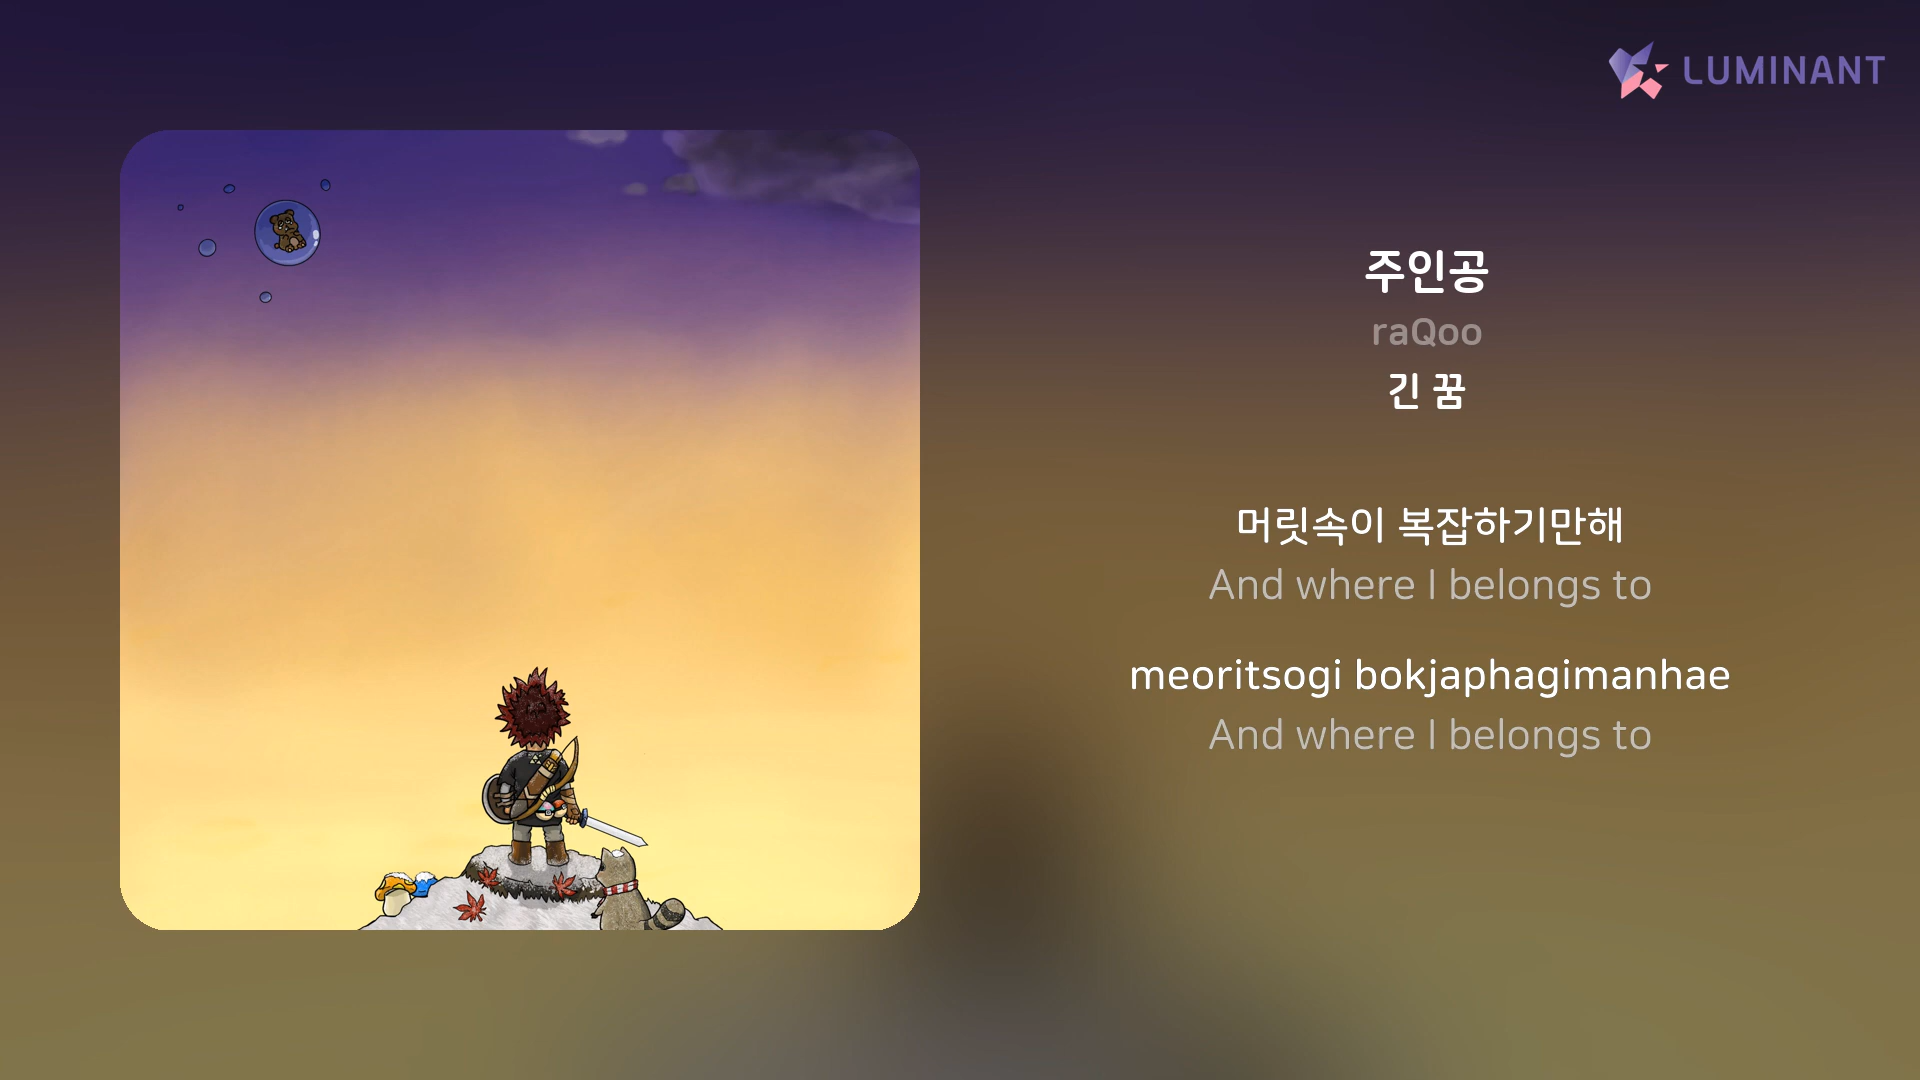 LUMINANT
주인공
raQoo
긴 꿈
머릿속이 복잡하기만해
And where I belongs to
meoritsogi bokjaphagimanhae
And where I belongs to